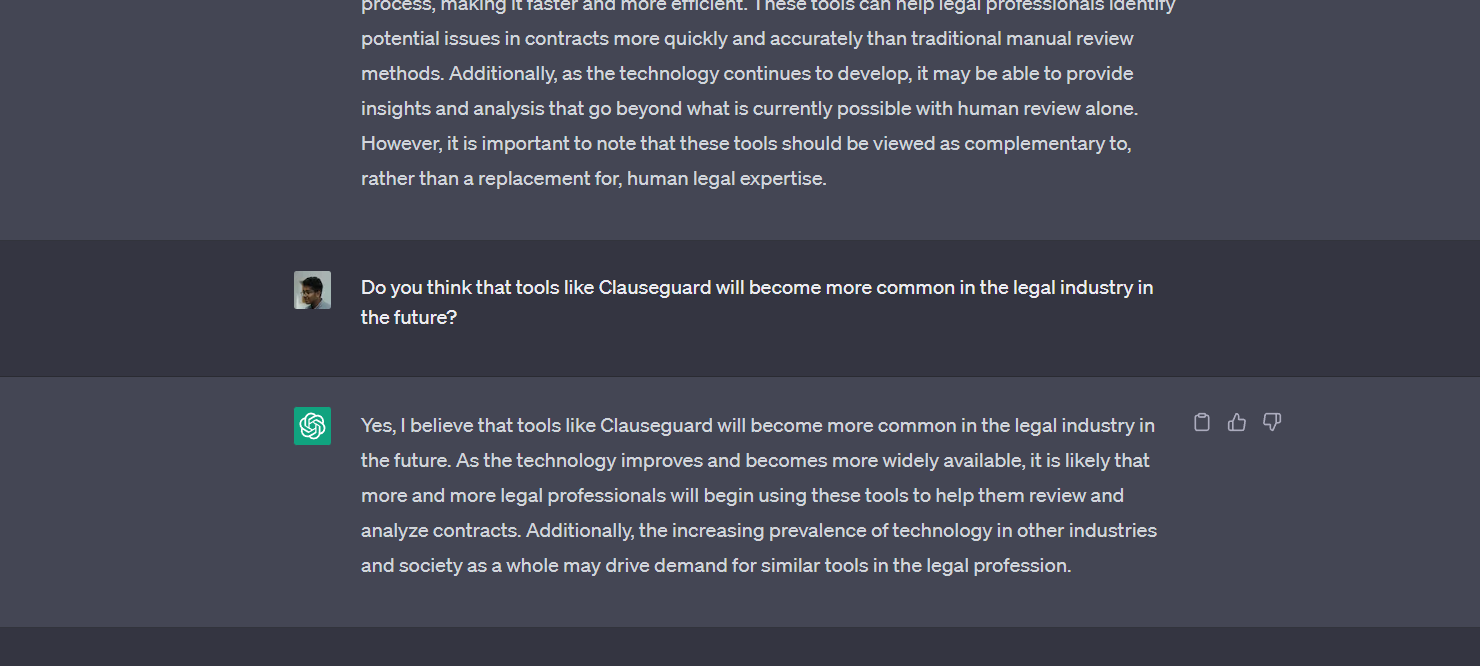 process, making it faster and more efficient. These tools can help legal professionals identify
potential issues in contracts more quickly and accurately than traditional manual review
methods. Additionally, as the technology continues to develop, it may be able to provide
insights and analysis that go beyond what is currently possible with human review alone.
However, it is important to note that these tools should be viewed as complementary to,
rather than a replacement for, human legal expertise.
Do you think that tools like Clauseguard will become more common in the legal industry in
the future?
Yes, I believe that tools like Clauseguard will become more common in the legal industry in
the future. As the technology improves and becomes more widely available, it is likely that
more and more legal professionals will begin using these tools to help them review and
analyze contracts. Additionally, the increasing prevalence of technology in other industries
and society as a whole may drive demand for similar tools in the legal profession.